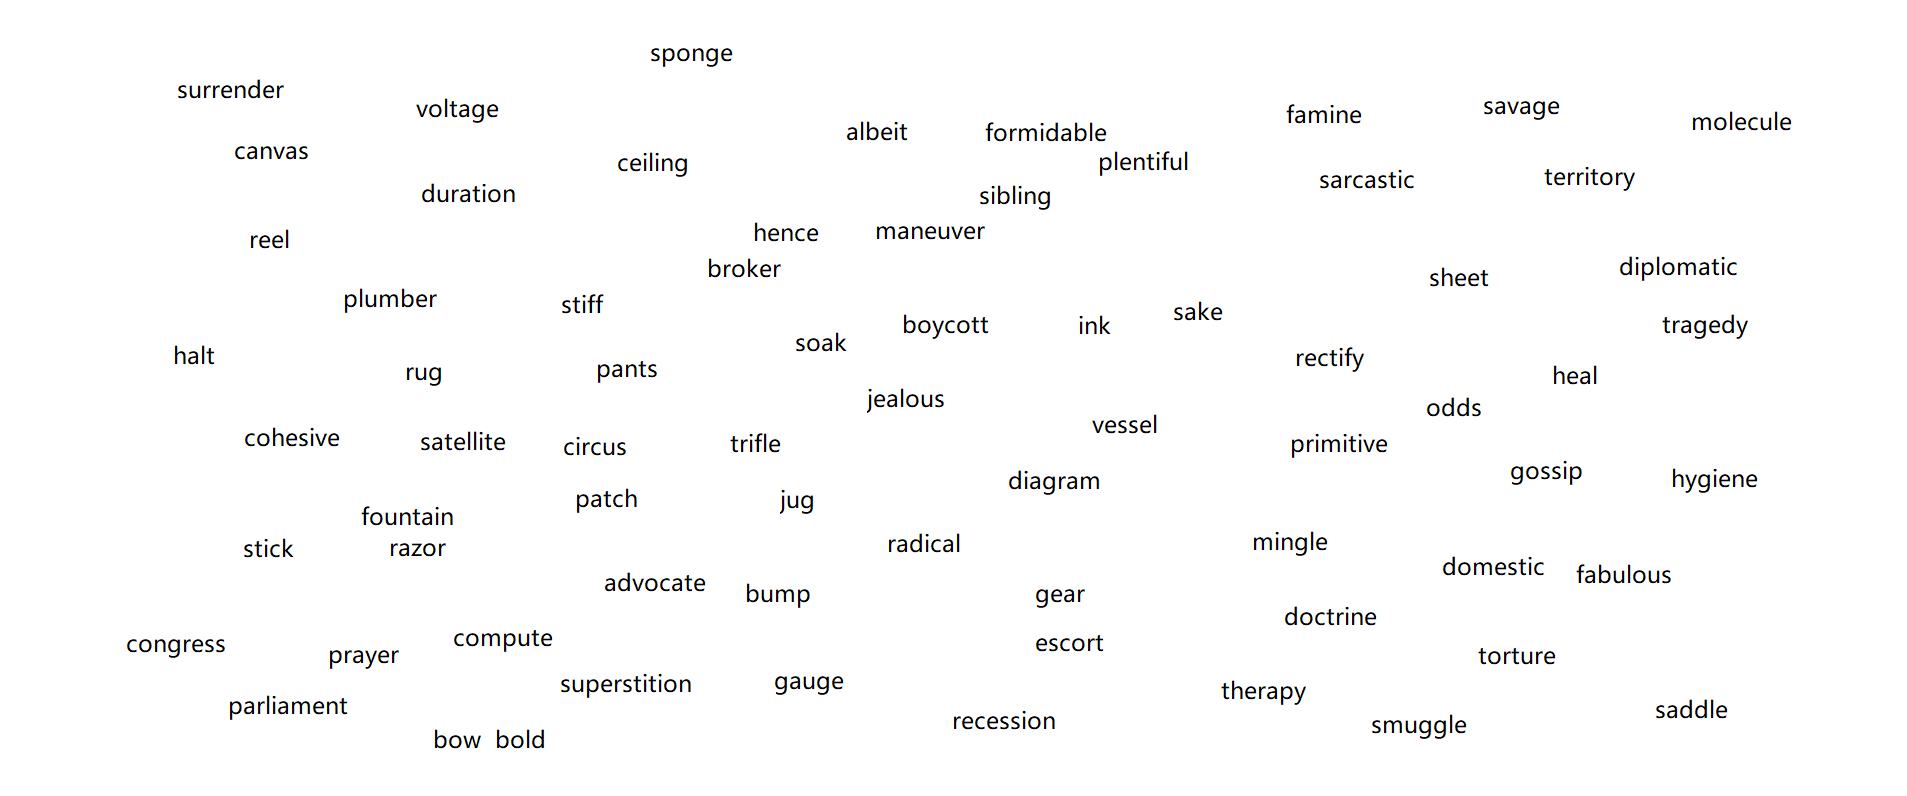 sponge
surrender
voltage
savage
famine
molecule
albeit
formidable
canvas
ceiling
plentiful
sarcastic
territory
duration
sibling
hence
maneuver
reel
broker
diplomatic
sheet
plumber
stiff
sake
boycott
ink
tragedy
soak
halt
rectify
rug
pants
heal
jealous
odds
vessel
cohesive
satellite
circus
trifle
primitive
gossip
hygiene
diagram
patch
jug
fountain
stick
razor
radical
mingle
domestic
fabulous
advocate
bump
gear
doctrine
congress
prayer
compute
escort
torture
superstition
gauge
therapy
parliament
saddle
recession
smuggle
bow bold